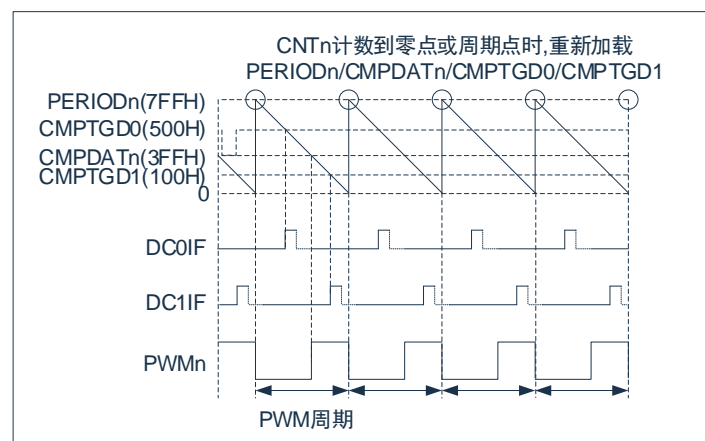 CNTn计数到零点或周期点时,重新加载
PERIODn/CMPDATn/CMPTGD0/CMPTGD1
PERIODn(7FFH)
CMPTGD0(500H)
CMPDATn(3FFH)
CMPTGD1(100H)
0
DC0IF
DC1IF
PWMn
PWM周期